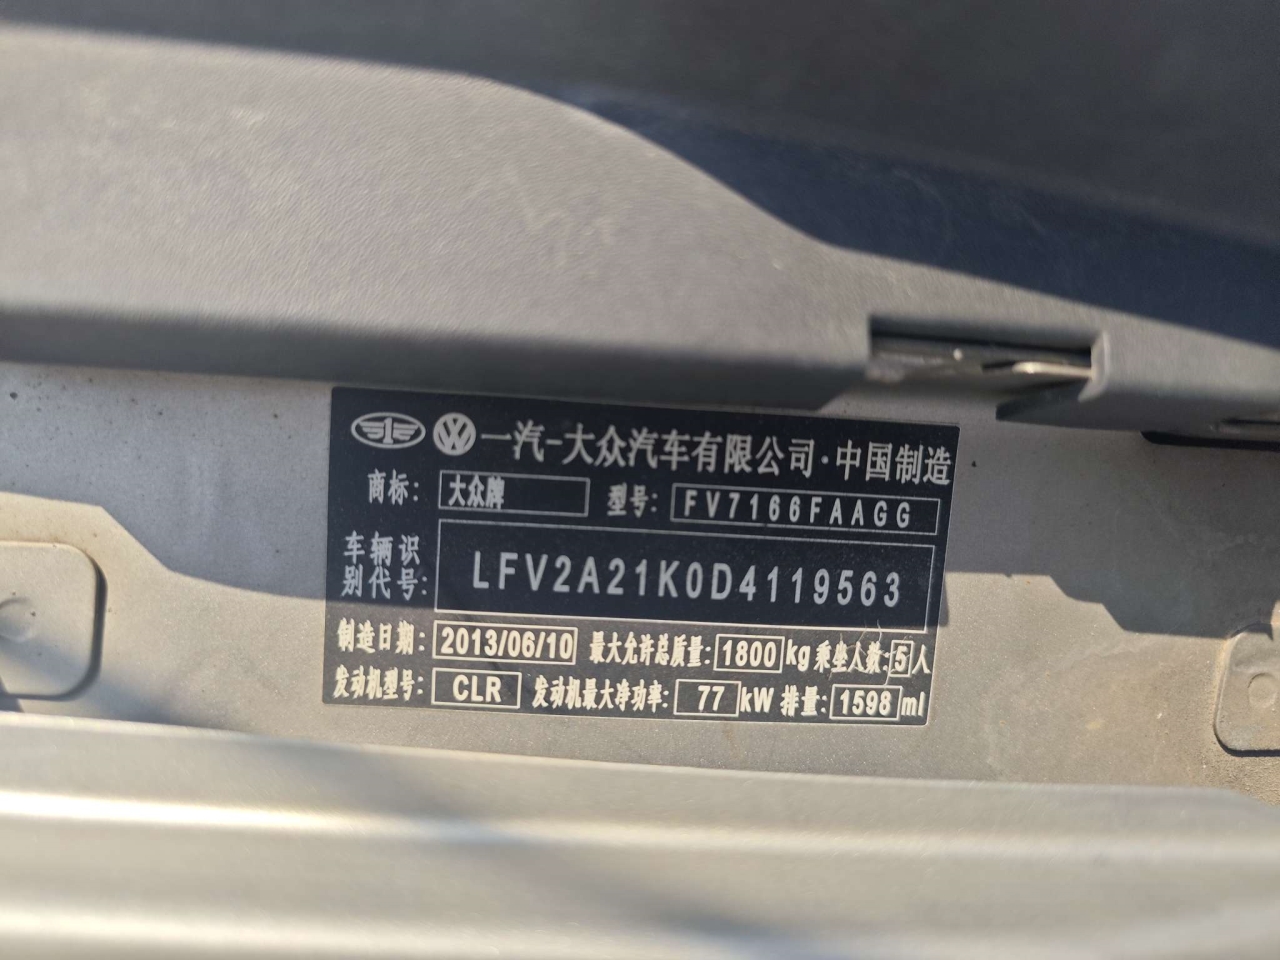 一汽-大众汽车有限公司·中国制造
商标: 大众牌 型号: FV7166FAAGG
车辆识别代号: LFV2A21K0D4119563
制造日期: 2013/06/10 最大允许总质量: 1800 kg 乘坐人数: 5 人
发动机型号: CLR 发动机最大净功率: 77 kW 排量: 1598 ml